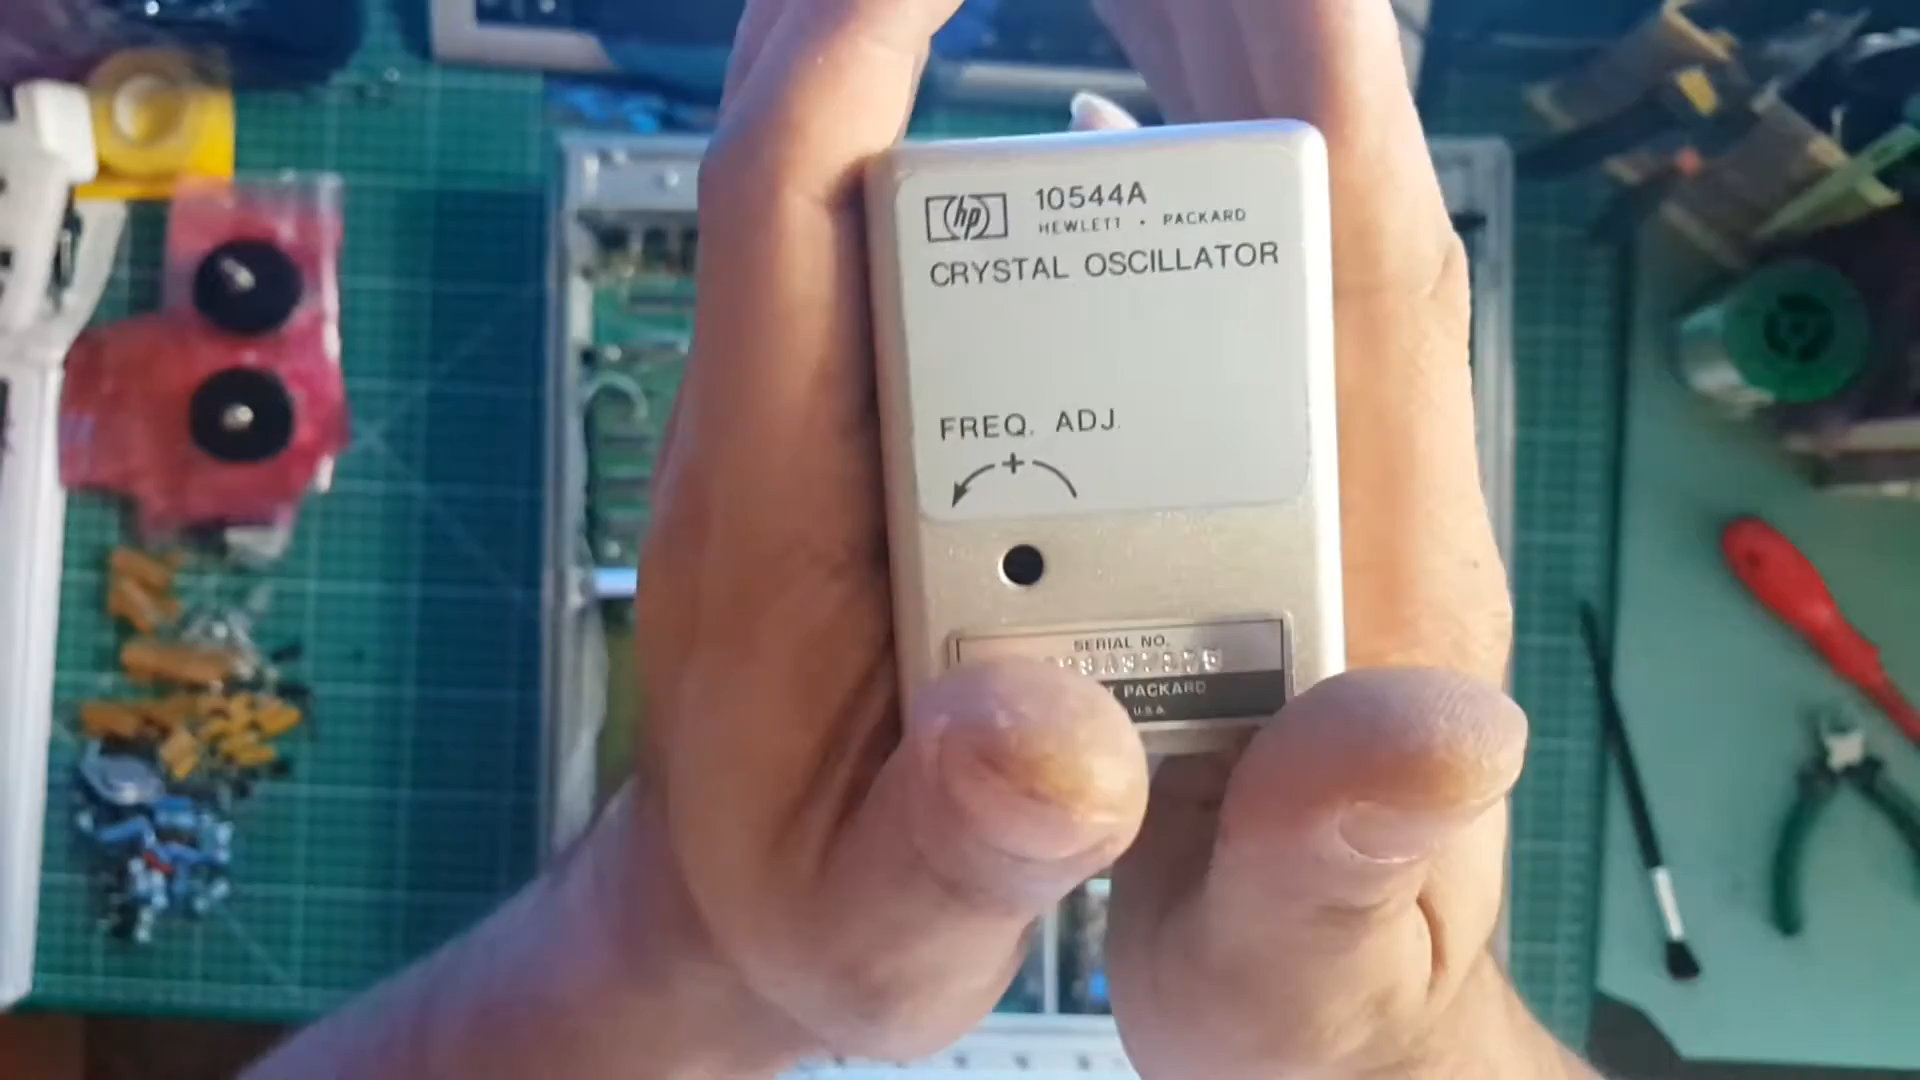 hp 10544A
HEWLETT • PACKARD
CRYSTAL OSCILLATOR
FREQ. ADJ.
+
SERIAL NO.
PACKARD
U.S.A.